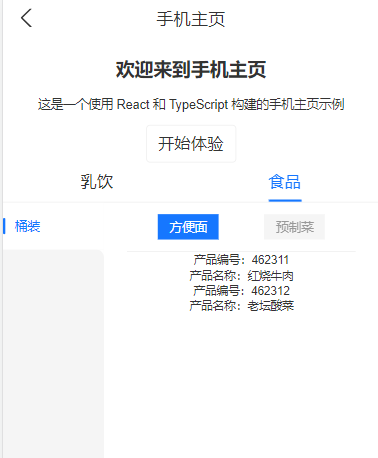 手机主页
欢迎来到手机主页
这是一个使用 React 和 TypeScript 构建的手机主页示例
开始体验
乳饮 食品
桶装 方便面 预制菜
产品编号：462311
产品名称：红烧牛肉
产品编号：462312
产品名称：老坛酸菜